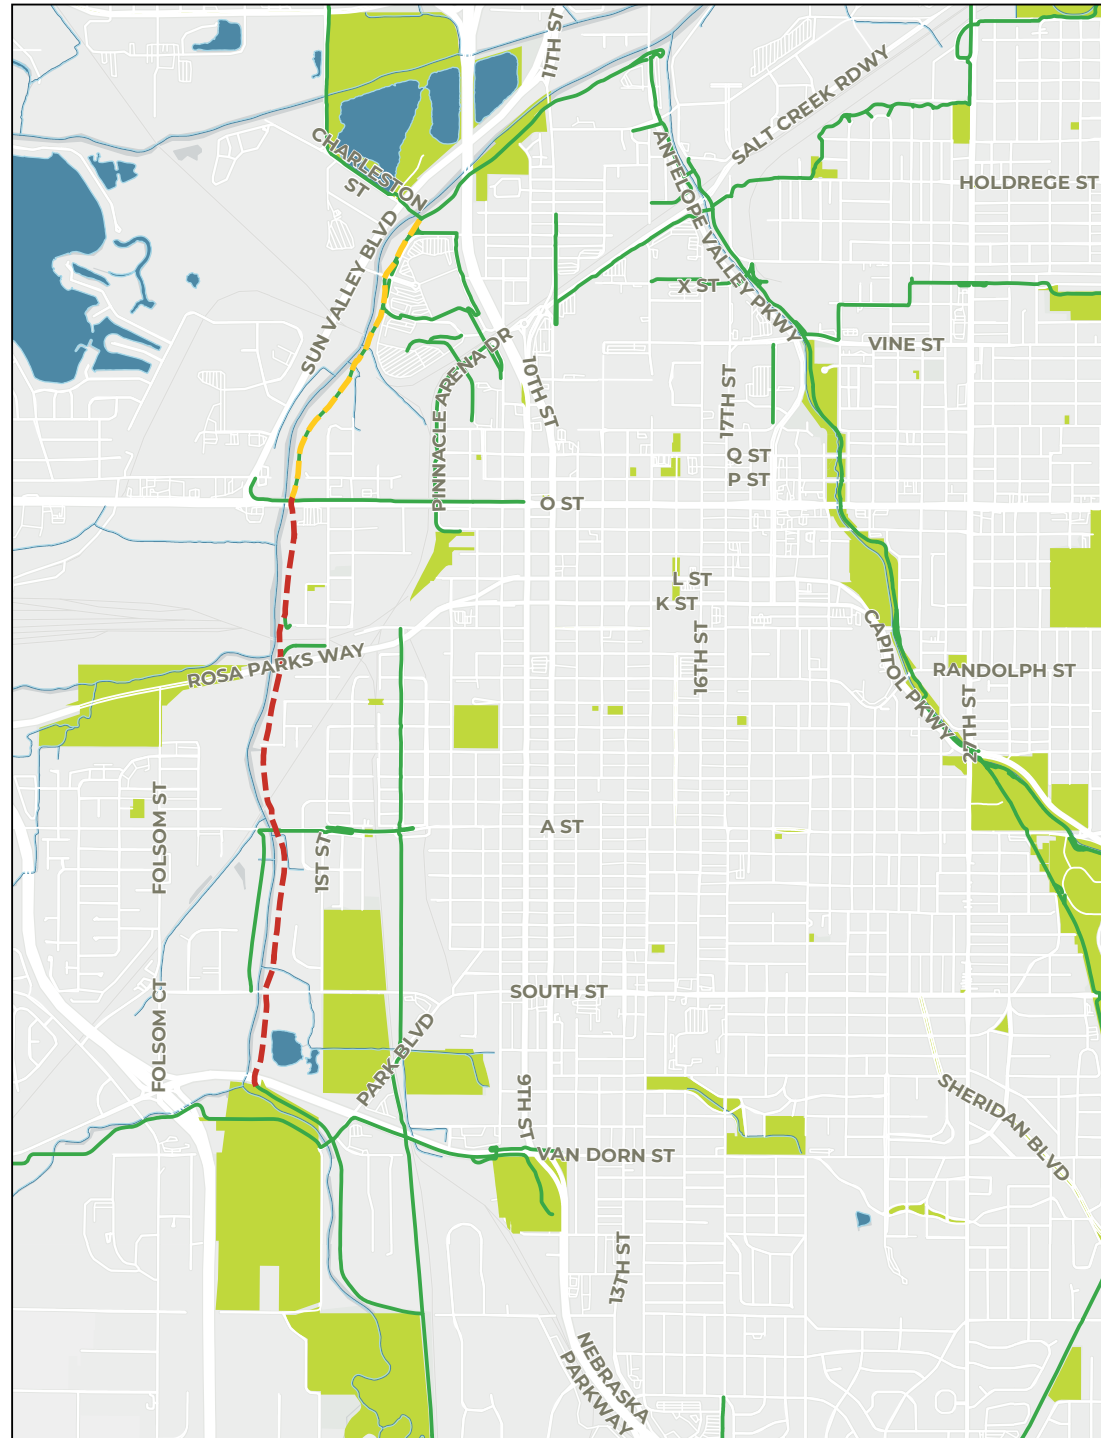 11TH ST
SALT CREEK RDWY
CHARLESTON
ST
HOLDREGE ST
ANTELOPE VALLEY PKWY
SUN VALLEY BLVD
X ST
VINE ST
PINNACLE ARENA DR
10TH ST
17TH ST
Q ST
P ST
O ST
L ST
K ST
16TH ST
CAPITOL PKWY
ROSA PARKS WAY
RANDOLPH ST
27TH ST
FOLSOM ST
A ST
1ST ST
SOUTH ST
FOLSOM CT
PARK BLVD
9TH ST
SHERIDAN BLVD
VAN DORN ST
13TH ST
NEBRASKA
PARKWAY